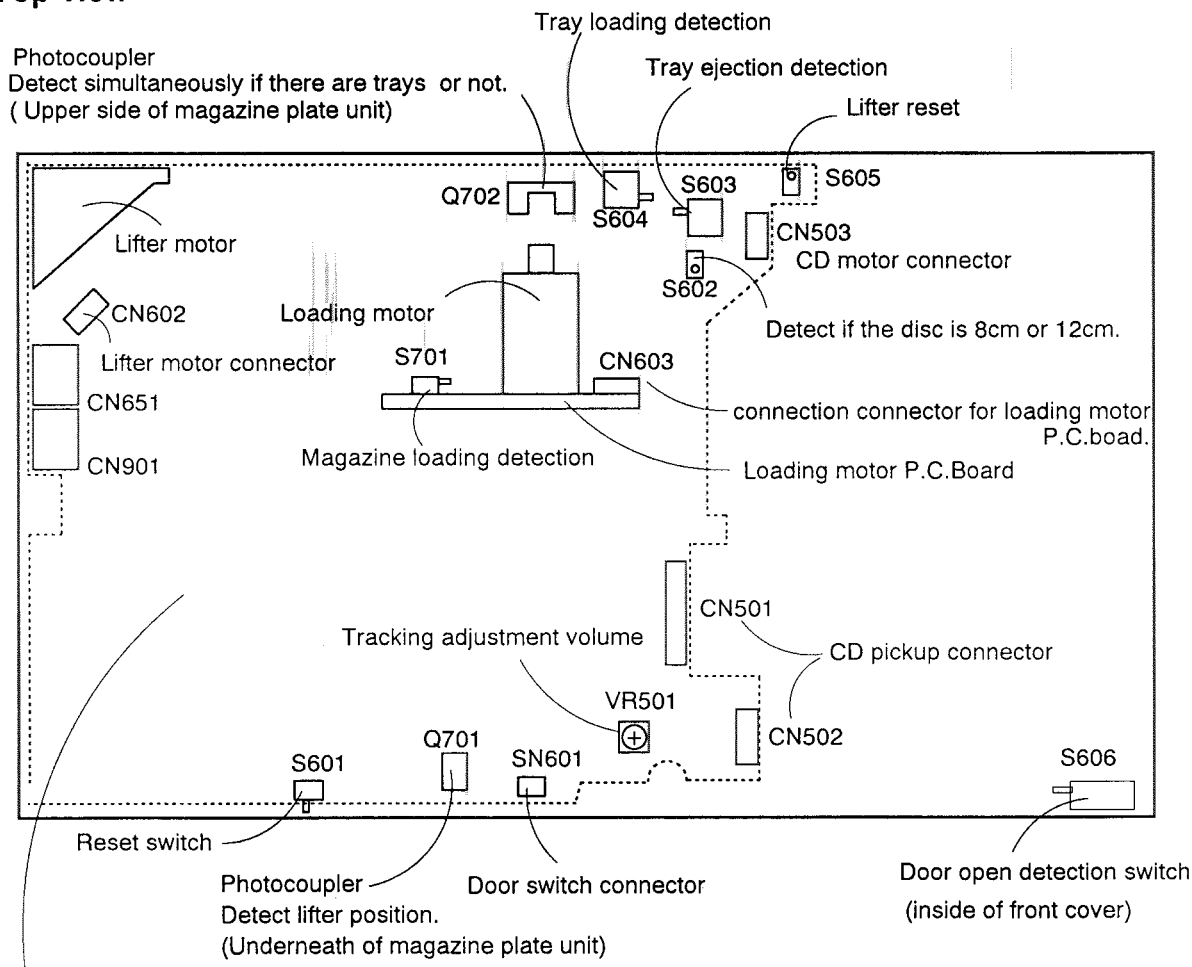 Tray loading detection
Photocoupler
Detect simultaneously if there are trays or not.
( Upper side of magazine plate unit)
Tray ejection detection
Lifter reset
Q702
S604
S603
S605
CN503
CD motor connector
Lifter motor
S602
CN602
Loading motor
Detect if the disc is 8cm or 12cm.
Lifter motor connector
S701
CN603
CN651
connection connector for loading motor
P.C.boad.
CN901
Magazine loading detection
Loading motor P.C.Board
CN501
Tracking adjustment volume
CD pickup connector
VR501
CN502
Q701
SN601
S601
S606
Reset switch
Photocoupler
Detect lifter position.
(Underneath of magazine plate unit)
Door switch connector
Door open detection switch
(inside of front cover)